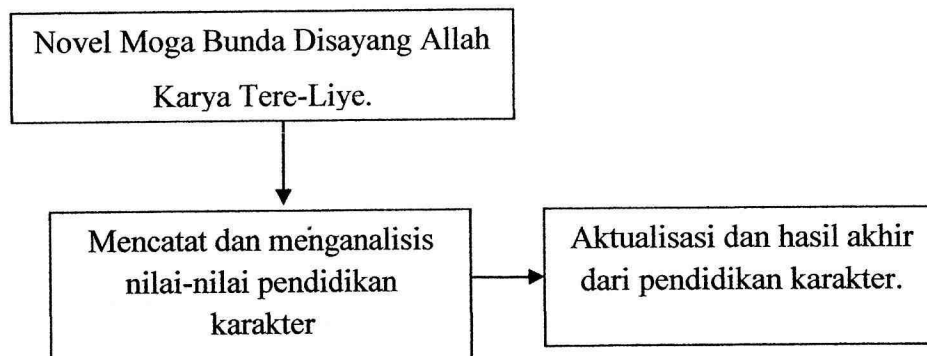 Novel Moga Bunda Disayang Allah
Karya Tere-Liye.
Mencatat dan menganalisis
nilai-nilai pendidikan
karakter
Aktualisasi dan hasil akhir
dari pendidikan karakter.